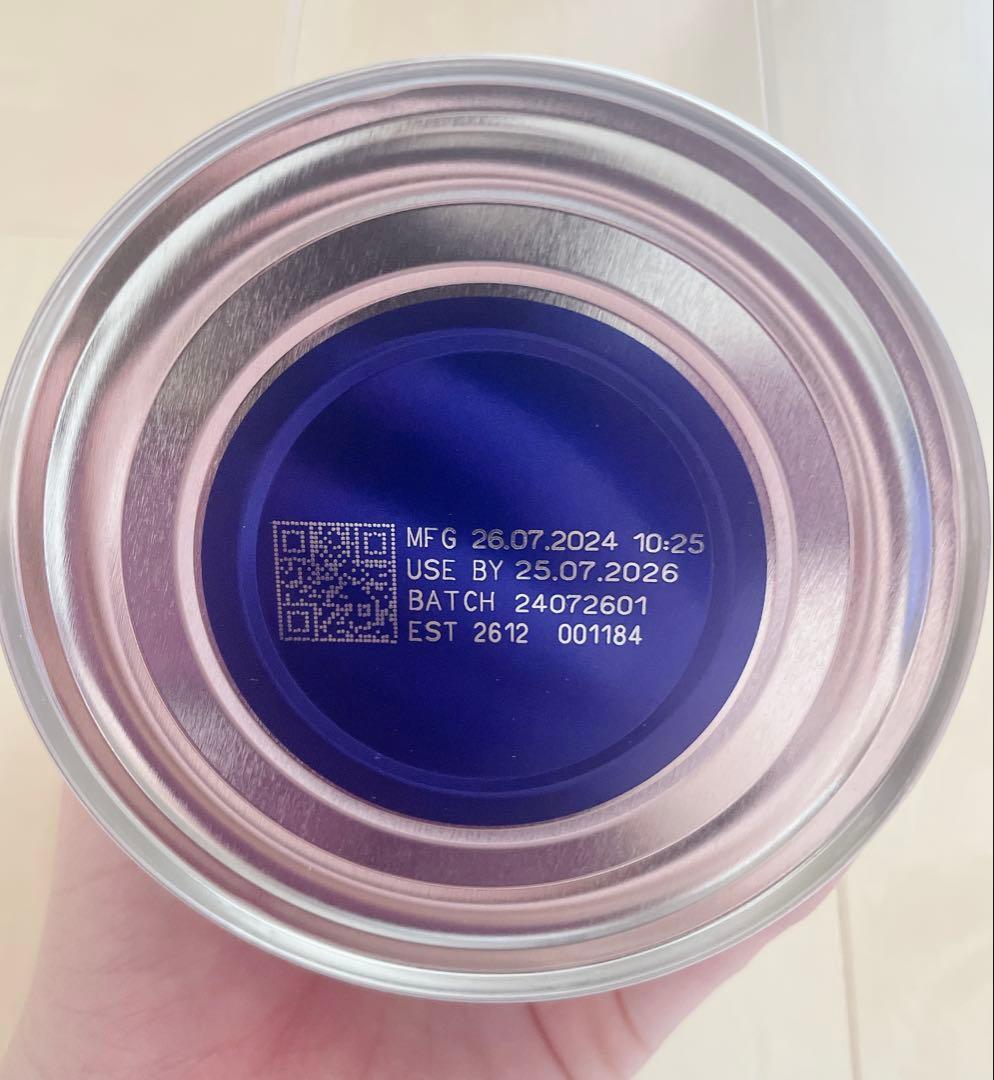 MFG 26.07.2024 10:25
USE BY 25.07.2026
BATCH 24072601
EST 2612 001184